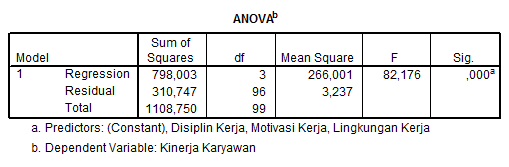 ANOVAb
Model Sum of Squares df Mean Square F Sig.
1 Regression 798,003 3 266,001 82,176 ,000a
Residual 310,747 96 3,237
Total 1108,750 99
a. Predictors: (Constant), Disiplin Kerja, Motivasi Kerja, Lingkungan Kerja
b. Dependent Variable: Kinerja Karyawan